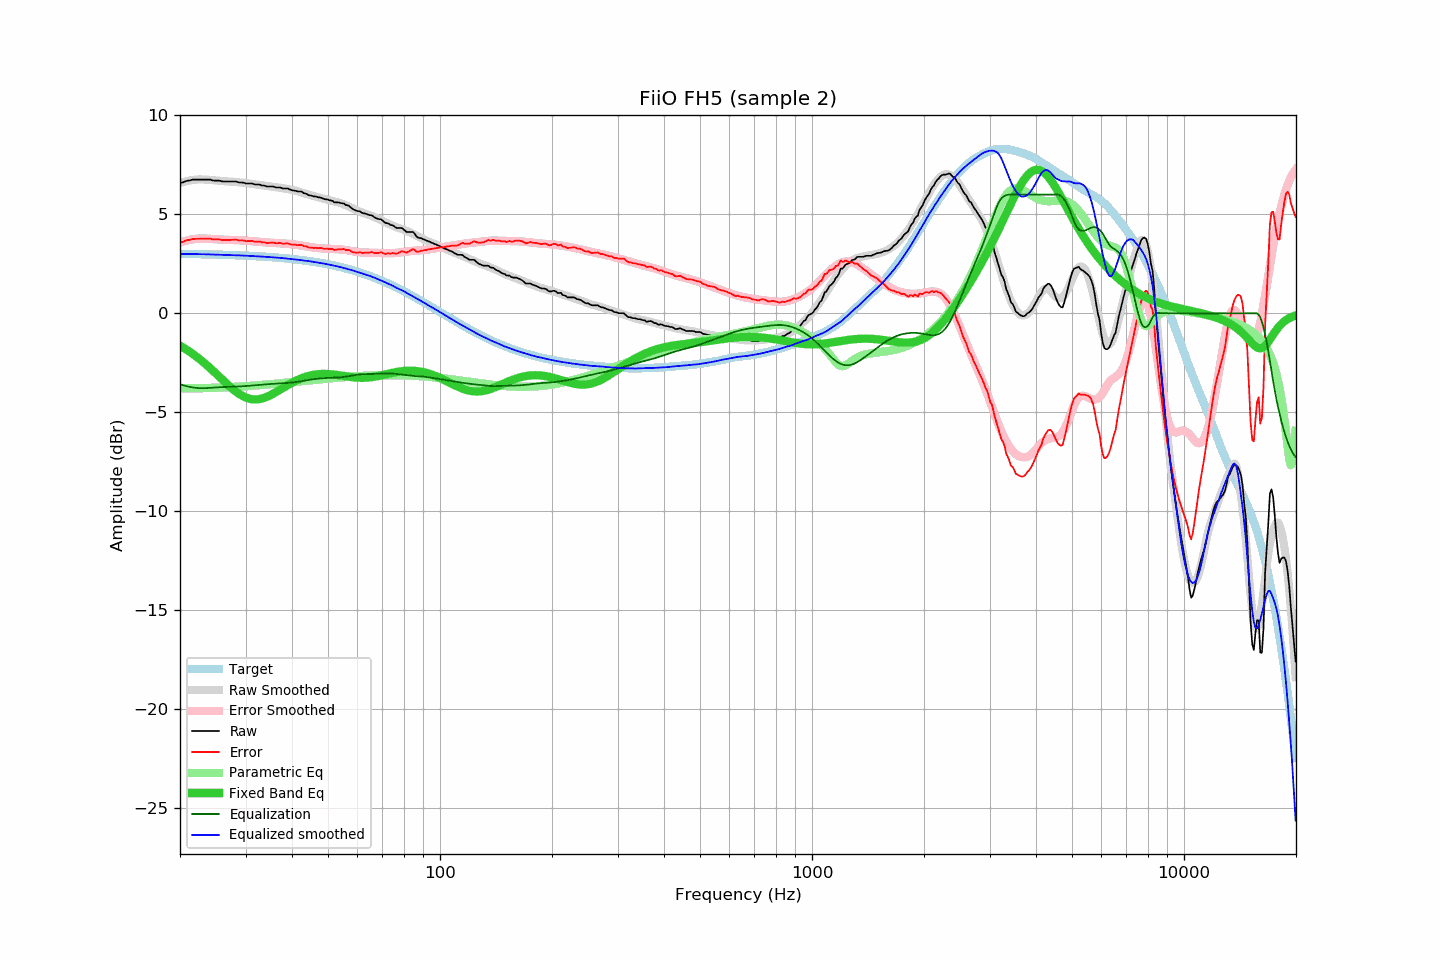 FiiO FH5 (sample 2)
10
5
0
−5
−10
−15
−20
−25
Amplitude (dBr)
Target
Raw Smoothed
Error Smoothed
Raw
Error
Parametric Eq
Fixed Band Eq
Equalization
Equalized smoothed
100
1000
10000
Frequency (Hz)